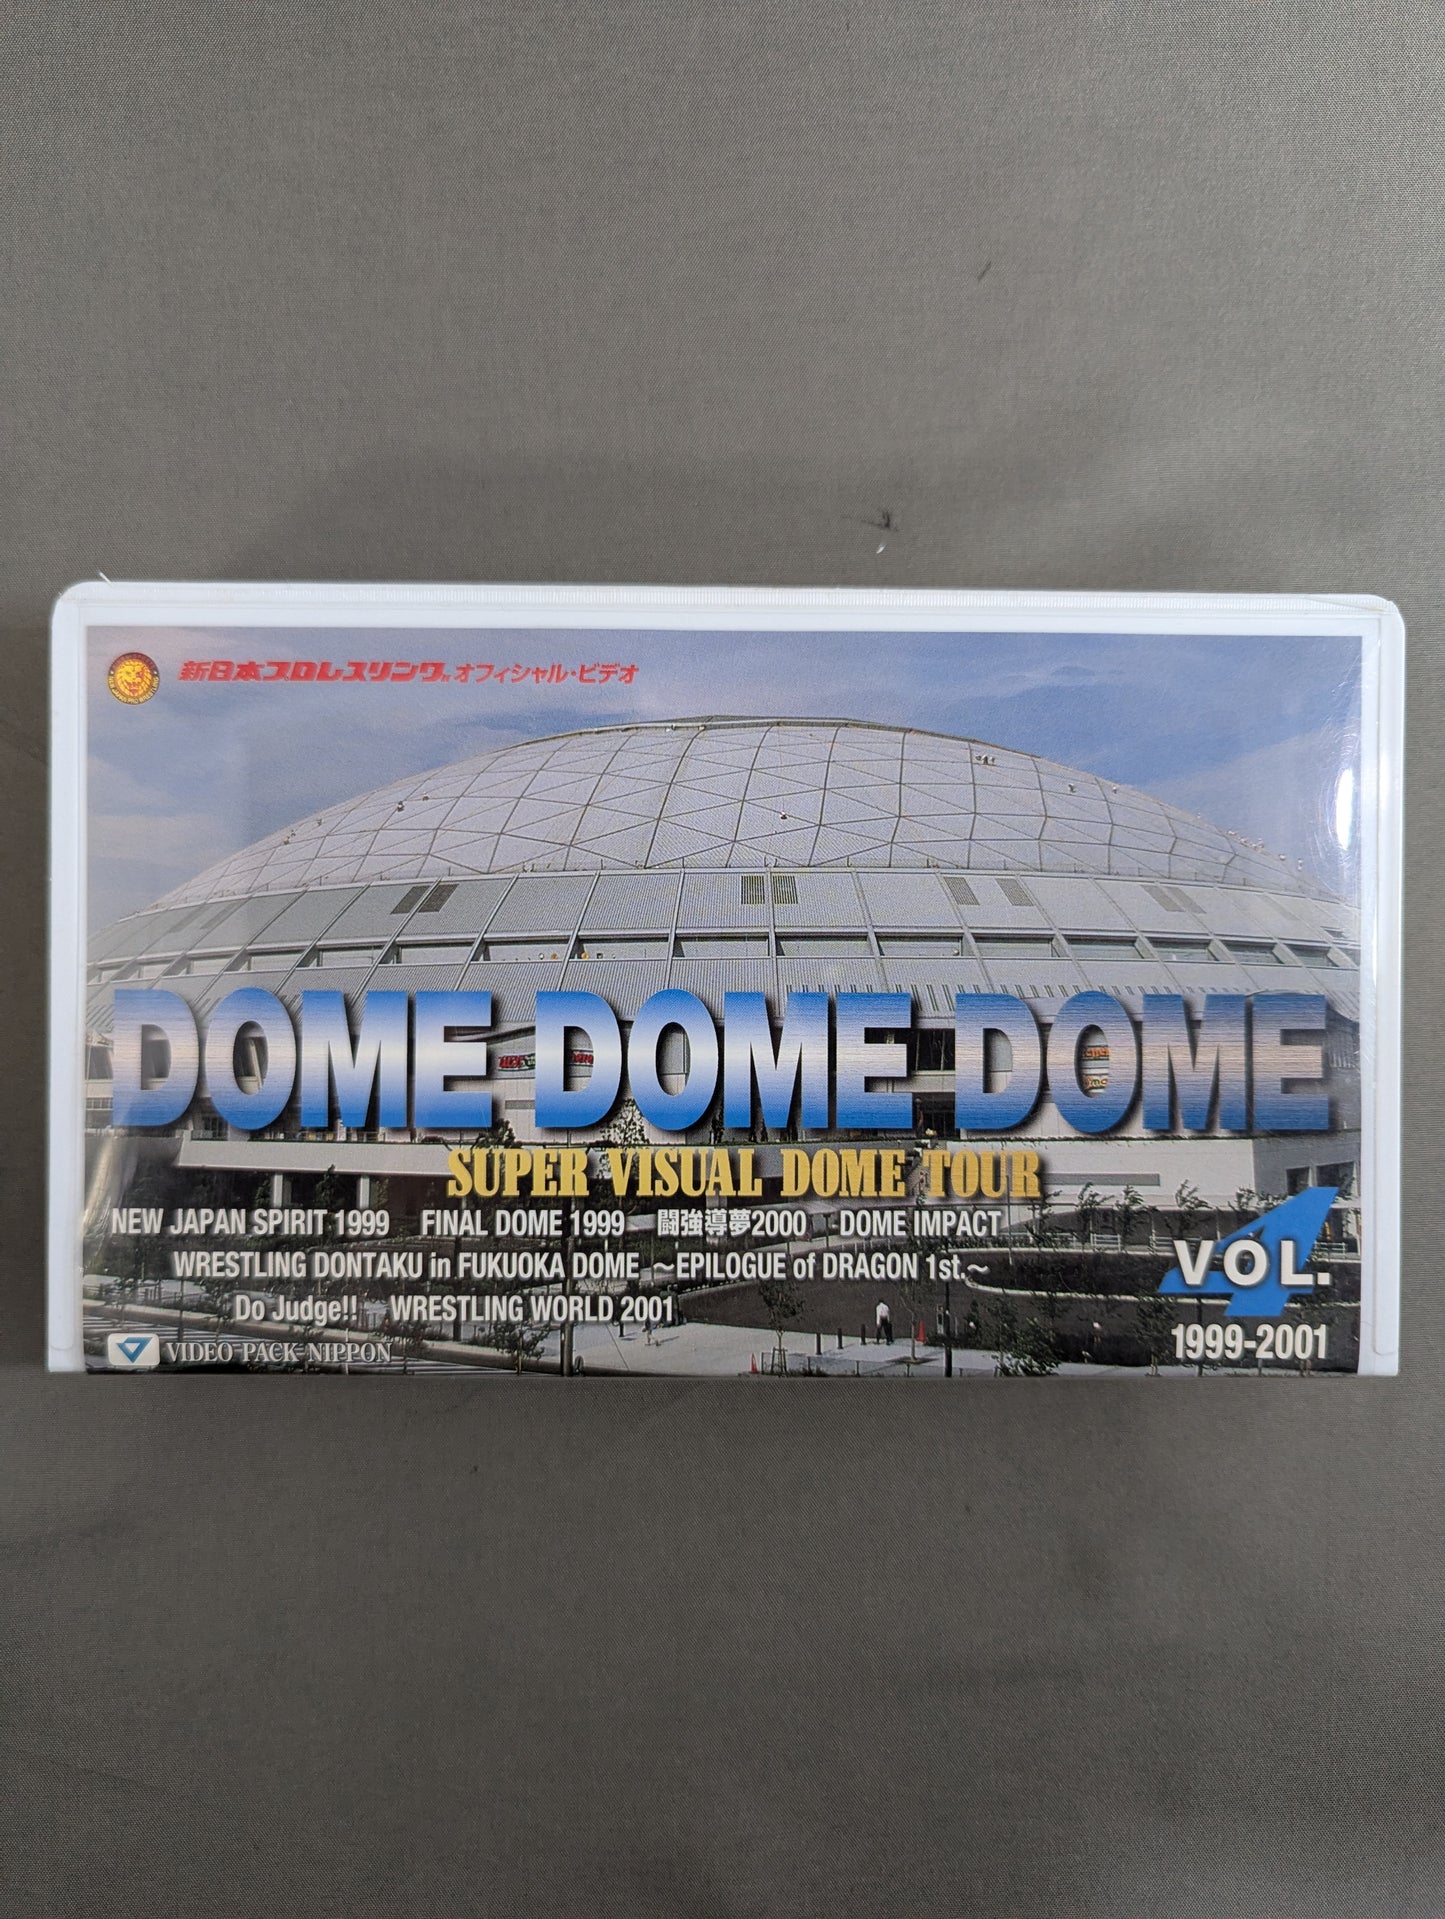 新日本プロレスリング オフィシャル・ビデオ
DOME DOME DOME
SUPER VISUAL DOME TOUR
NEW JAPAN SPIRIT 1999 FINAL DOME 1999 闘強導夢2000 DOME IMPACT
WRESTLING DONTAKU in FUKUOKA DOME ～EPILOGUE of DRAGON 1st.～
Do Judge!! WRESTLING WORLD 2001
VOL. 4
1999-2001
VIDEO PACK NIPPON